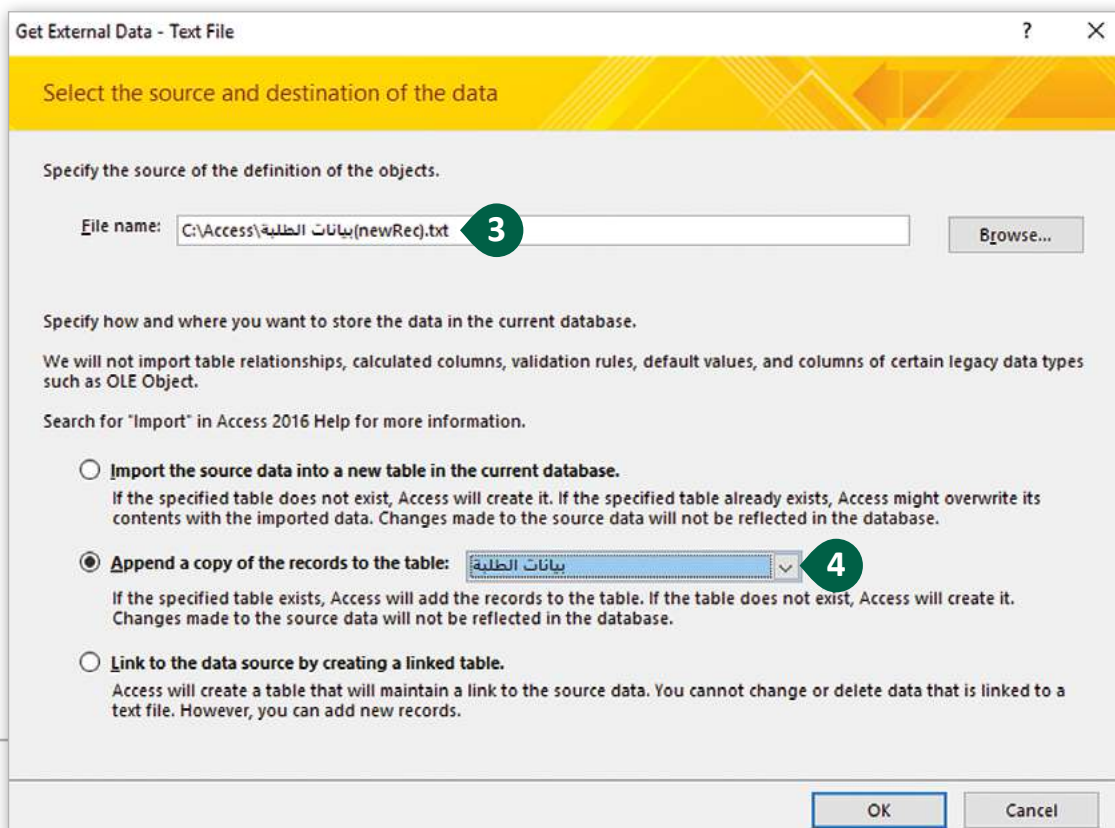 Get External Data - Text File
? ×
Select the source and destination of the data
Specify the source of the definition of the objects.
File name: C:\Access\بيانات الطلبة(newRec).txt 3 Browse...
Specify how and where you want to store the data in the current database.
We will not import table relationships, calculated columns, validation rules, default values, and columns of certain legacy data types
such as OLE Object.
Search for "Import" in Access 2016 Help for more information.
Import the source data into a new table in the current database.
If the specified table does not exist, Access will create it. If the specified table already exists, Access might overwrite its
contents with the imported data. Changes made to the source data will not be reflected in the database.
Append a copy of the records to the table: بيانات الطلبة 4
If the specified table exists, Access will add the records to the table. If the table does not exist, Access will create it.
Changes made to the source data will not be reflected in the database.
Link to the data source by creating a linked table.
Access will create a table that will maintain a link to the source data. You cannot change or delete data that is linked to a
text file. However, you can add new records.
OK Cancel